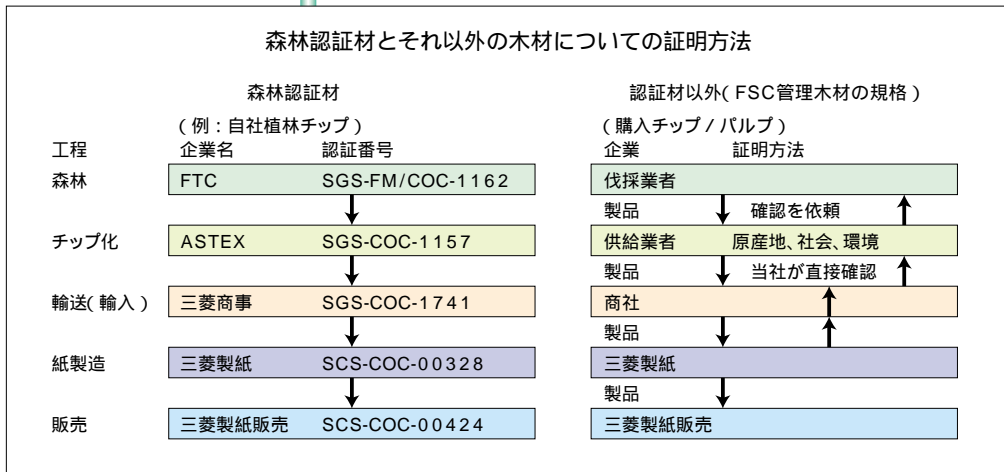 森林認証材とそれ以外の木材についての証明方法
森林認証材 認証材以外(FSC管理木材の規格)
(例:自社植林チップ) (購入チップ/パルプ)
工程 企業名 認証番号 企業 証明方法
森林 FTC SGS-FM/COC-1162 伐採業者
製品 確認を依頼
チップ化 ASTEX SGS-COC-1157 供給業者 原産地、社会、環境
製品 当社が直接確認
輸送(輸入) 三菱商事 SGS-COC-1741 商社
製品
紙製造 三菱製紙 SCS-COC-00328 三菱製紙
製品
販売 三菱製紙販売 SCS-COC-00424 三菱製紙販売